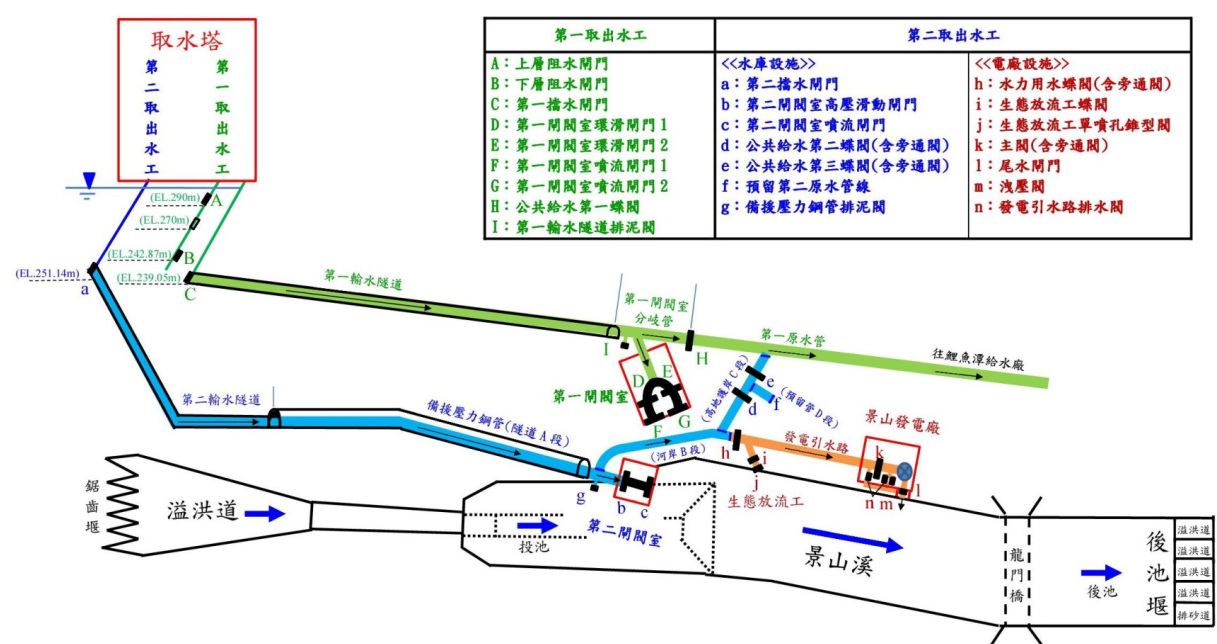 取水塔
第二取出水工
第一取出水工
第一取出水工
A：上層阻水閘門
B：下層阻水閘門
C：第一擋水閘門
D：第一閘閥室環滑閘門1
E：第一閘閥室環滑閘門2
F：第一閘閥室噴流閘門1
G：第一閘閥室噴流閘門2
H：公共給水第一蝶閥
I：第一輸水隧道排泥閥
第二取出水工
<<水庫設施>>
a：第二擋水閘門
b：第二閘閥室高壓滑動閘門
c：第二閘閥室噴流閘門
d：公共給水第二蝶閥(含旁通閥)
e：公共給水第三蝶閥(含旁通閥)
f：預留第二原水管線
g：備援壓力鋼管排泥閥
<<電廠設施>>
h：水力用水蝶閥(含旁通閥)
i：生態放流工蝶閥
j：生態放流工單噴孔錐型閥
k：主閥(含旁通閥)
l：尾水閘門
m：洩壓閥
n：發電引水路排水閥
(EL.290m)
A
(EL.270m)
B
(EL.242.87m)
(EL.251.14m)
a
(EL.239.05m)
C
第一輸水隧道
第一閘閥室
分岐管
I
H
第一原水管
往鯉魚潭給水廠
D
E
F
G
第一閘閥室
(高地護岸C段)
e
d
f
(預留管D段)
第二輸水隧道
備援壓力鋼管(隧道A段)
(河岸B段)
g
b
c
第二閘閥室
h
i
j
生態放流工
發電引水路
景山發電廠
k
l
n
m
鋸齒堰
溢洪道
投池
景山溪
龍門橋
後池
後池堰
溢洪道
溢洪道
溢洪道
溢洪道
排砂道